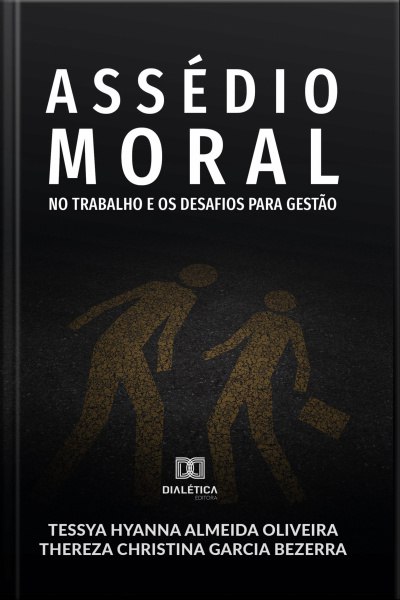 ASSÉDIO
MORAL
NO TRABALHO E OS DESAFIOS PARA GESTÃO
DIALÉTICA
EDITORA
TESSYA HYANNA ALMEIDA OLIVEIRA
THEREZA CHRISTINA GARCIA BEZERRA